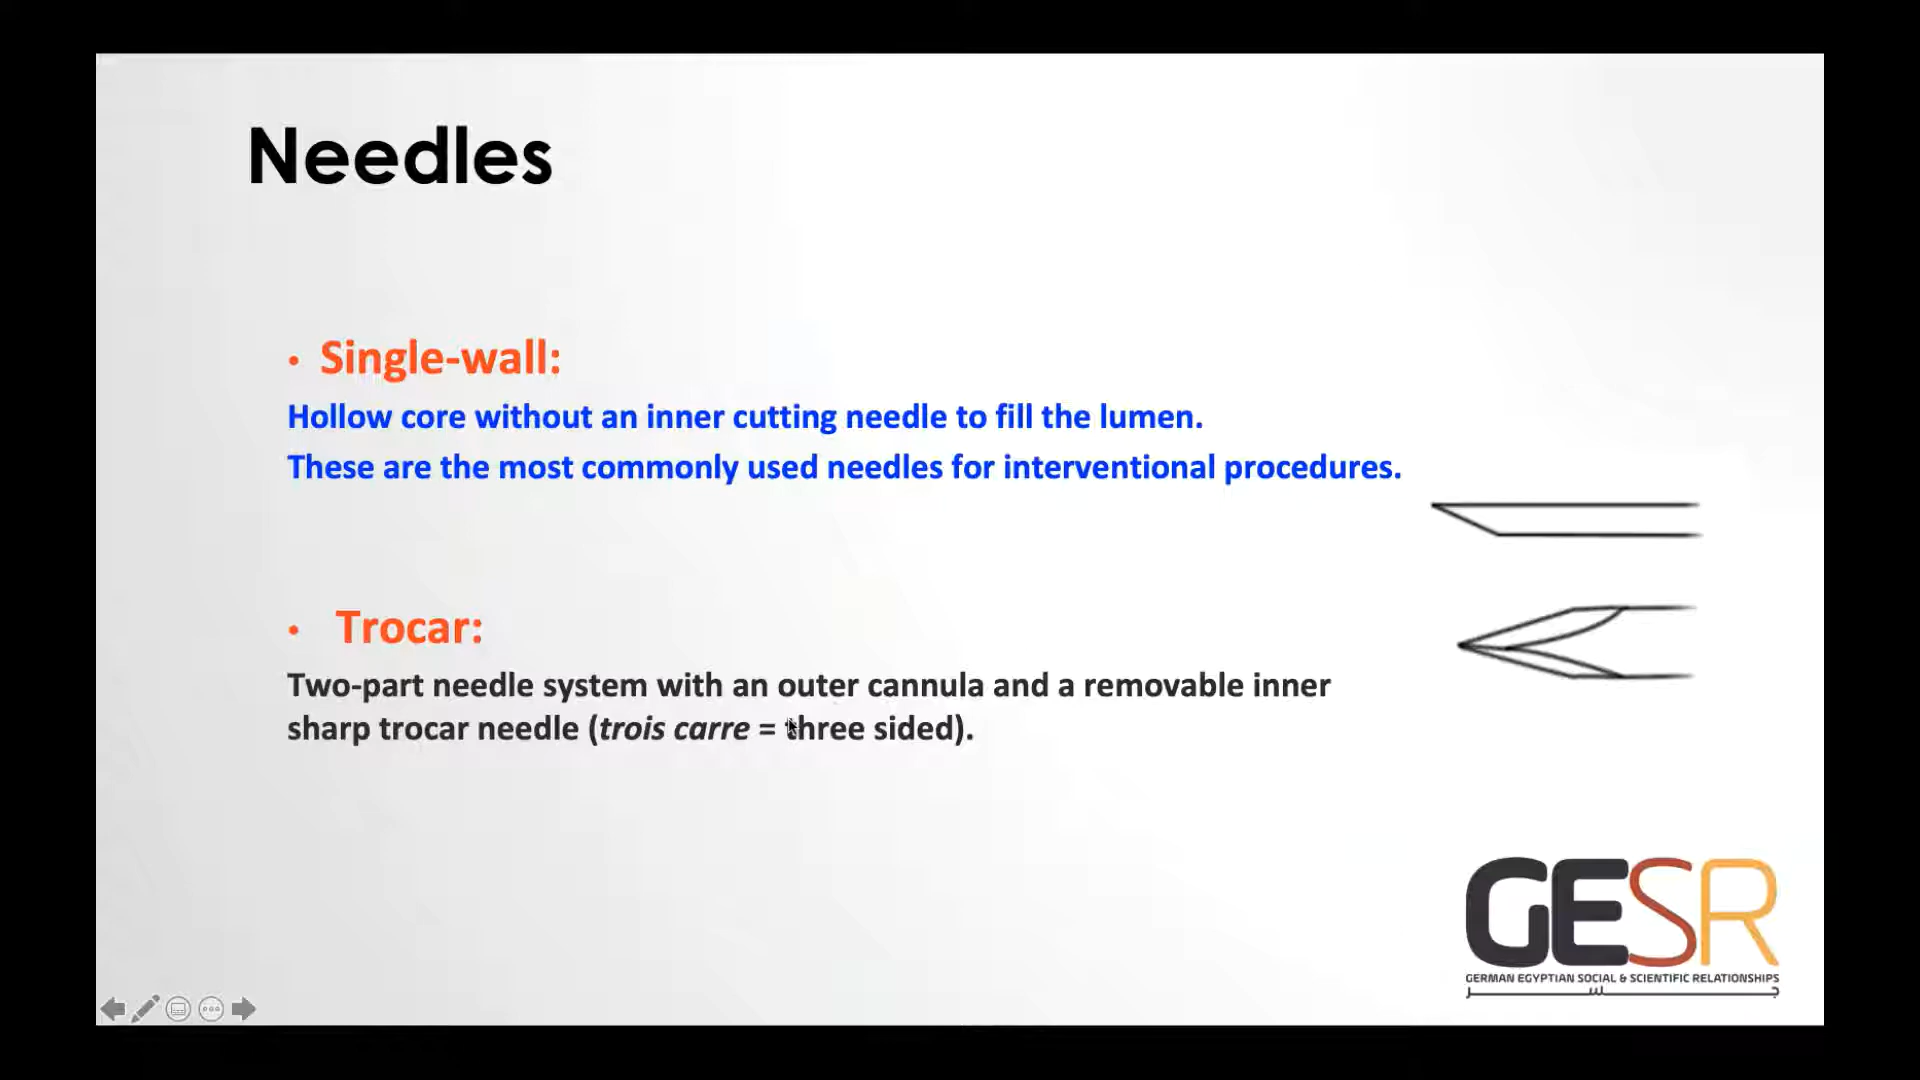 Needles
• Single-wall:
Hollow core without an inner cutting needle to fill the lumen.
These are the most commonly used needles for interventional procedures.
• Trocar:
Two-part needle system with an outer cannula and a removable inner
sharp trocar needle (trois carre = three sided).
GESR
GERMAN EGYPTIAN SOCIAL & SCIENTIFIC RELATIONSHIPS
جسر